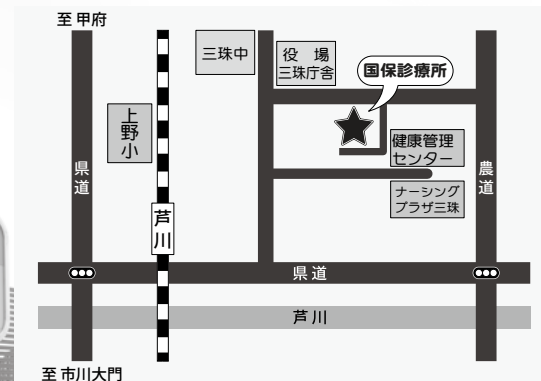 至 甲府
三珠中
役 場
三珠庁舎
国保診療所
上野小
健康管理
センター
県道
農道
ナーシング
プラザ三珠
芦川
県道
芦川
至 市川大門